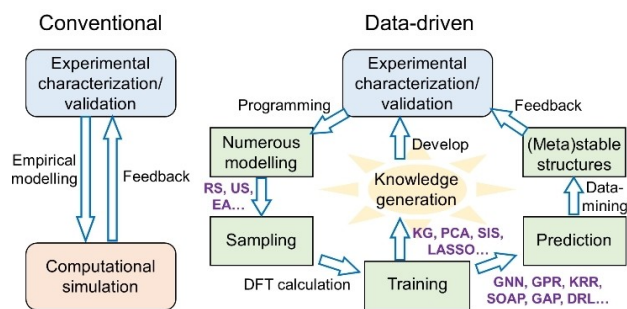 Conventional
Experimental
characterization/
validation
Empirical
modelling
Feedback
Computational
simulation
Data-driven
Experimental
characterization/
validation
Programming
Feedback
Numerous
modelling
Develop
(Meta)stable
structures
RS, US,
EA...
Knowledge
generation
Data-
mining
Sampling
KG, PCA, SIS,
LASSO...
Prediction
DFT calculation
Training
GNN, GPR, KRR,
SOAP, GAP, DRL...